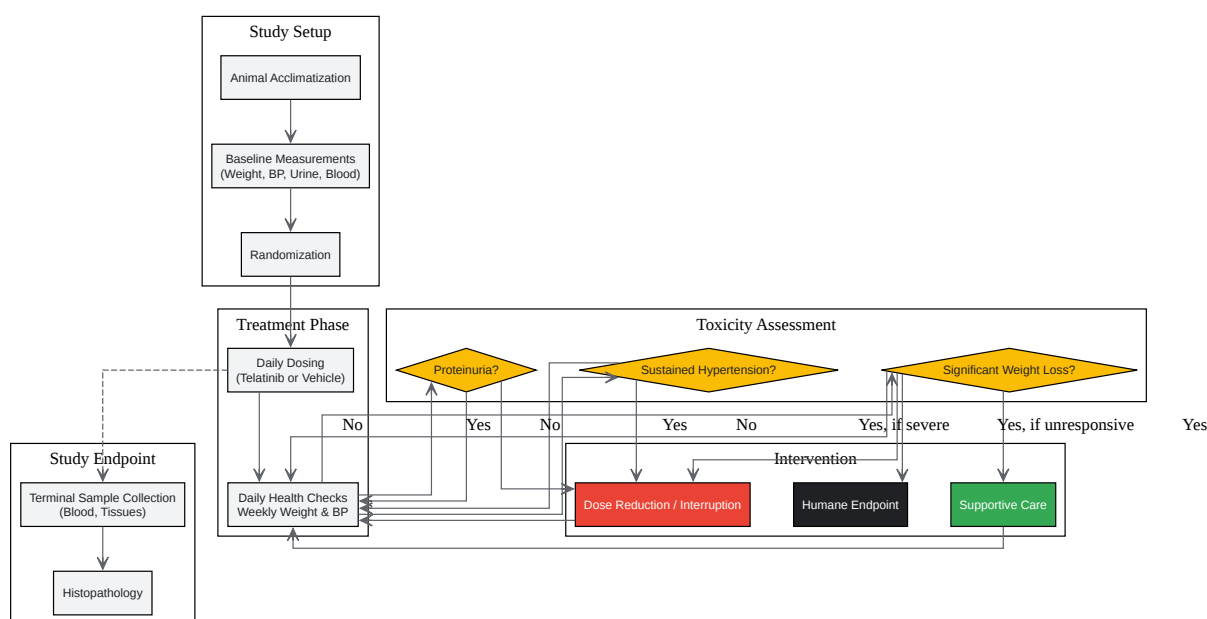 Study Setup
Animal Acclimatization
Baseline Measurements
(Weight, BP, Urine, Blood)
Randomization
Treatment Phase
Toxicity Assessment
Daily Dosing
(Telatinib or Vehicle)
Proteinuria?
Sustained Hypertension?
Significant Weight Loss?
No
Yes
No
Yes
No
Yes, if severe
Yes, if unresponsive
Yes
Study Endpoint
Intervention
Terminal Sample Collection
(Blood, Tissues)
Daily Health Checks
Weekly Weight & BP
Dose Reduction / Interruption
Humane Endpoint
Supportive Care
Histopathology